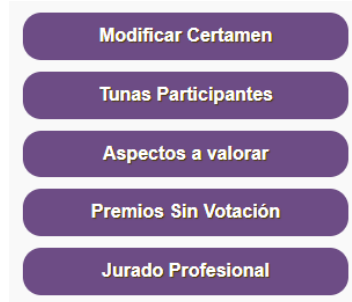 Modificar Certamen
Tunas Participantes
Aspectos a valorar
Premios Sin Votación
Jurado Profesional